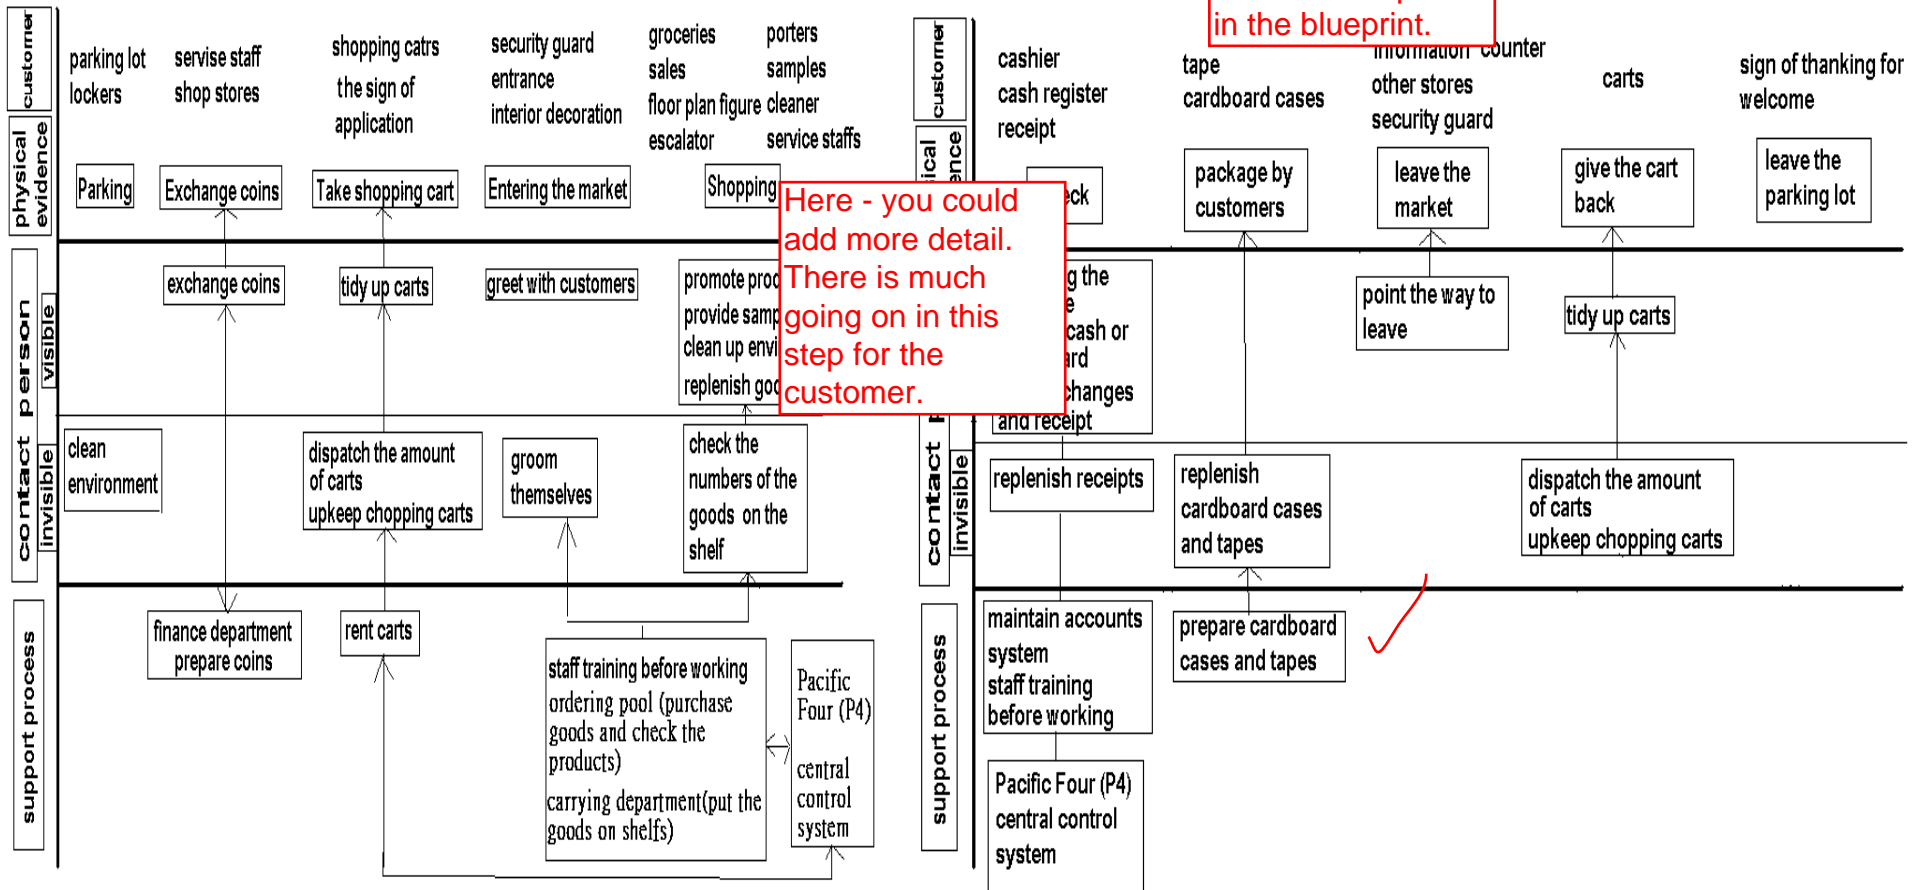 customer
physical
evidence
contact person
visible
invisible
support process
parking lot
lockers
servise staff
shop stores
shopping catrs
the sign of
application
security guard
entrance
interior decoration
groceries
sales
floor plan figure
escalator
porters
samples
cleaner
service staffs
Parking
Exchange coins
Take shopping cart
Entering the market
Shopping
exchange coins
tidy up carts
greet with customers
promote
provide
clean up
replenish
clean
environment
dispatch the amount
of carts
upkeep chopping carts
groom
themselves
check the
numbers of the
goods on the
shelf
finance department
prepare coins
rent carts
staff training before working
ordering pool (purchase
goods and check the
products)
carrying department(put the
goods on shelfs)
Pacific
Four (P4)
central
control
system
Here - you could
add more detail.
There is much
going on in this
step for the
customer.
in the blueprint.
customer
contact
invisible
support process
cashier
cash register
receipt
tape
cardboard cases
information counter
other stores
security guard
carts
sign of thanking for
welcome
package by
customers
leave the
market
give the cart
back
leave the
parking lot
the
cash or
changes
and receipt
point the way to
leave
tidy up carts
replenish receipts
replenish
cardboard cases
and tapes
dispatch the amount
of carts
upkeep chopping carts
maintain accounts
system
staff training
before working
prepare cardboard
cases and tapes
Pacific Four (P4)
central control
system